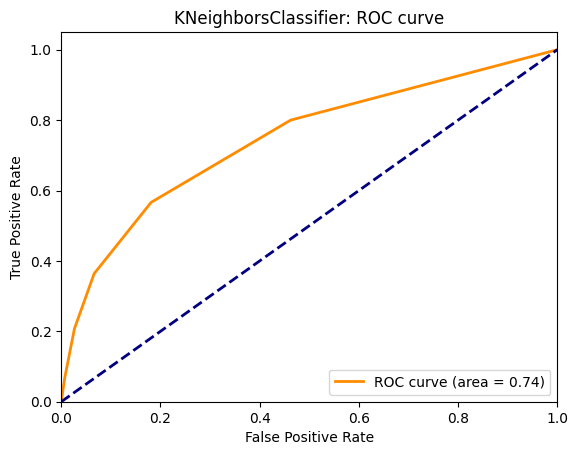 KNeighborsClassifier: ROC curve
True Positive Rate
1.0
0.8
0.6
0.4
0.2
0.0
0.0 0.2 0.4 0.6 0.8 1.0
False Positive Rate
ROC curve (area = 0.74)